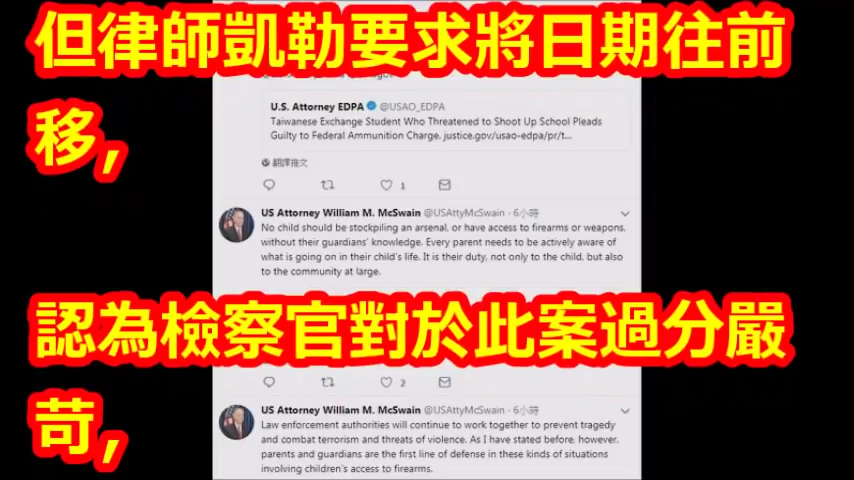 但律師凱勒要求將日期往前
移,
U.S. Attorney EDPA @USAO_EDPA
Taiwanese Exchange Student Who Threatened to Shoot Up School Pleads
Guilty to Federal Ammunition Charge. justice.gov/usao-edpa/pr/t...
翻譯推文
1
US Attorney William M. McSwain @USAttyMcSwain · 6小時
No child should be stockpiling an arsenal, or have access to firearms or weapons,
without their guardians' knowledge. Every parent needs to be actively aware of
what is going on in their child's life. It is their duty, not only to the child, but also
to the community at large.
認為檢察官對於此案過分嚴
苛,
2
US Attorney William M. McSwain @USAttyMcSwain · 6小時
Law enforcement authorities will continue to work together to prevent tragedy
and combat terrorism and threats of violence. As I have stated before, however,
parents and guardians are the first line of defense in these kinds of situations
involving children's access to firearms.